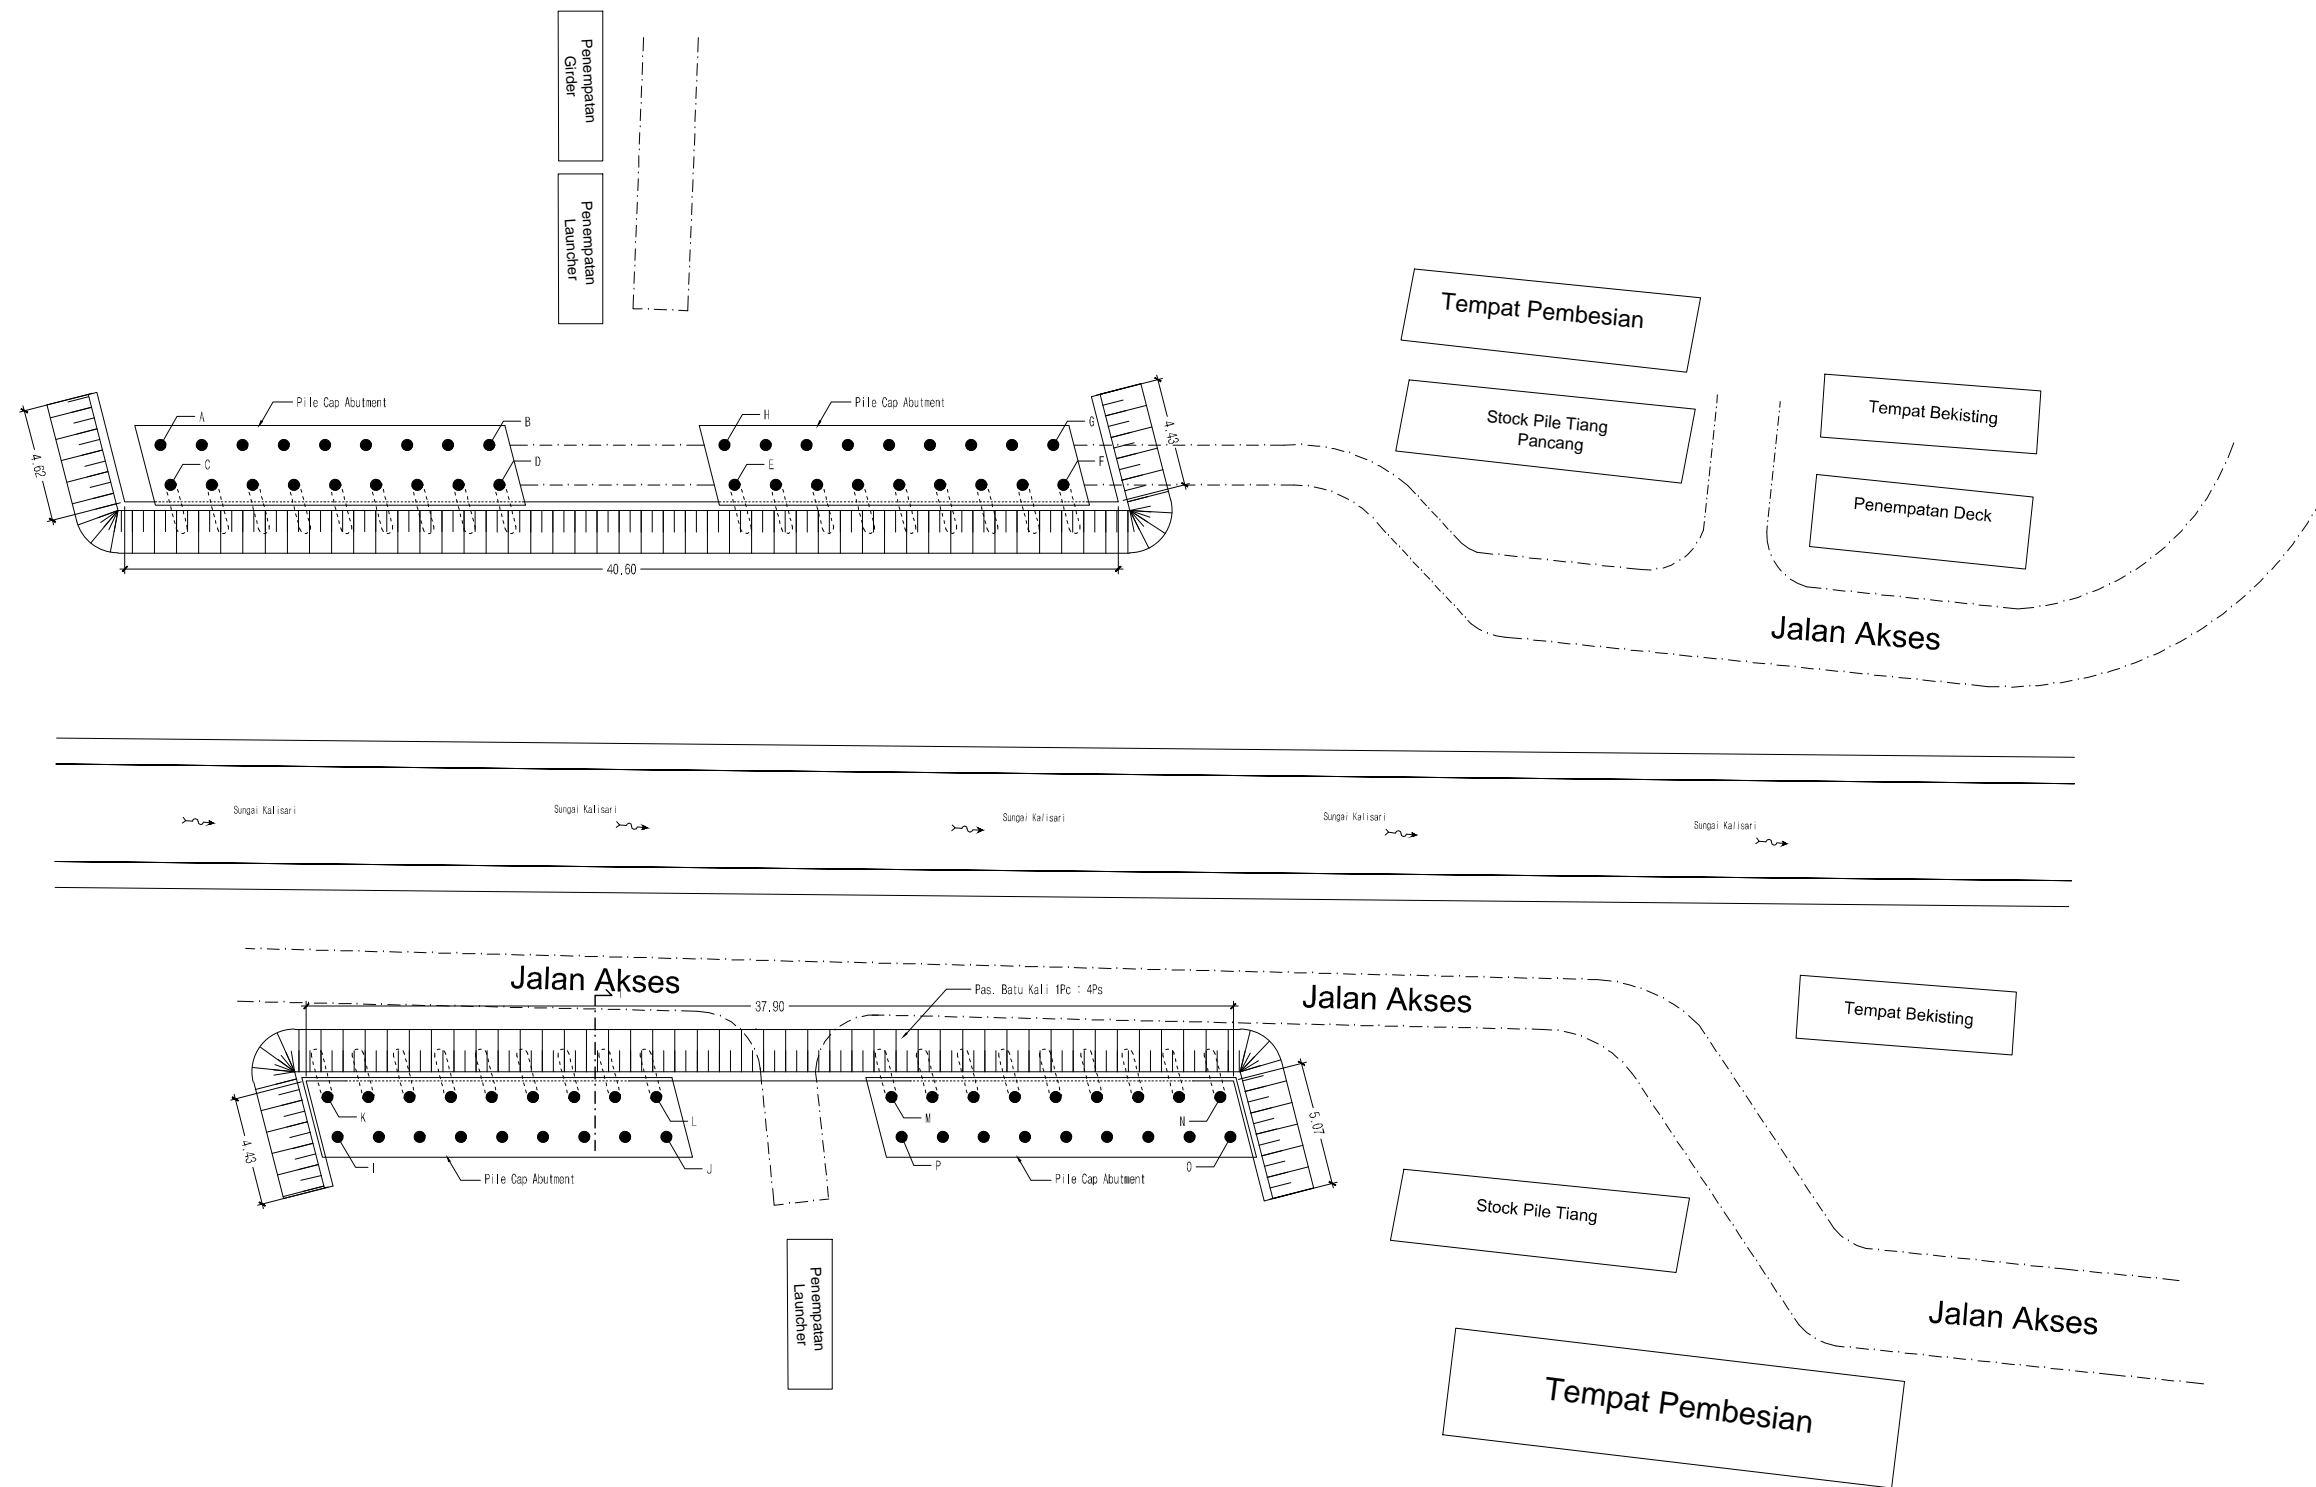 Penempatan
Girder
Penempatan
Launcher
Tempat Pembesian
Stock Pile Tiang
Pancang
Tempat Bekisting
Penempatan Deck
Jalan Akses
Pile Cap Abutment
Pile Cap Abutment
A
B
C
D
H
G
E
F
4.62
4.43
40.60
Sungai Kalisari
Sungai Kalisari
Sungai Kalisari
Sungai Kalisari
Sungai Kalisari
Jalan Akses
37.90
Pas. Batu Kali 1Pc : 4Ps
Jalan Akses
Tempat Bekisting
K
L
M
N
I
J
P
O
4.43
5.07
Pile Cap Abutment
Pile Cap Abutment
Stock Pile Tiang
Penempatan
Launcher
Jalan Akses
Tempat Pembesian